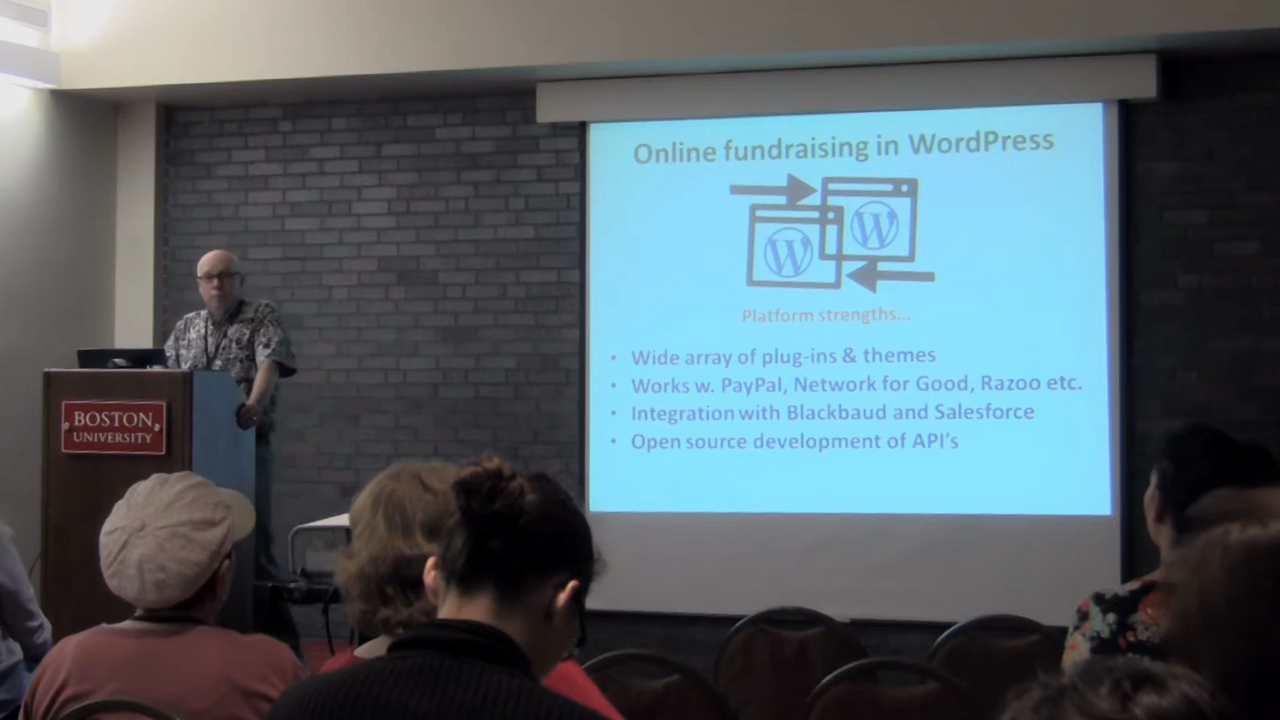 Online fundraising in WordPress
W
W
Platform strengths...
• Wide array of plug-ins & themes
• Works w. PayPal, Network for Good, Razoo etc.
• Integration with Blackbaud and Salesforce
• Open source development of API's
BOSTON
UNIVERSITY